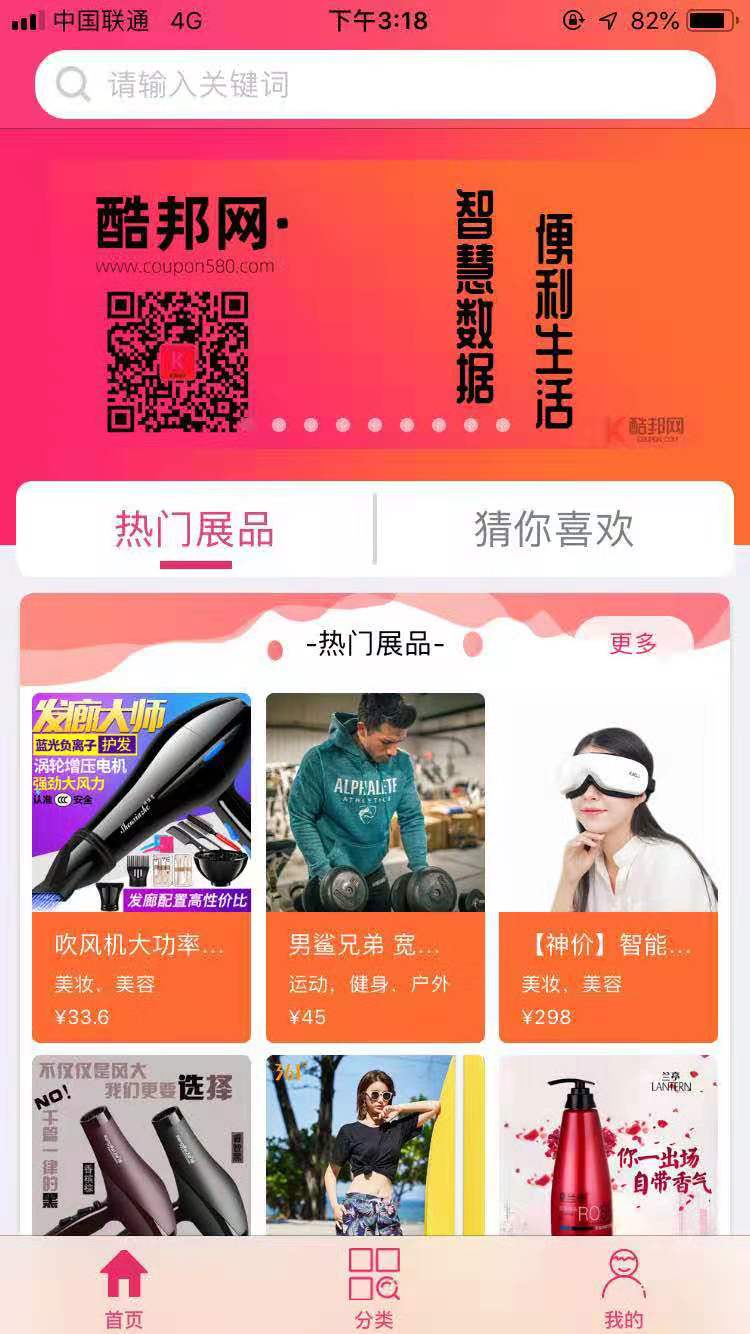 中国联通 4G 下午3:18 82%
请输入关键词
酷邦网·
www.coupon580.com
智慧数据
便利生活
K 酷邦网
COUPON.COM
热门展品 猜你喜欢
-热门展品- 更多
发廊大师
蓝光负离子 护发
涡轮增压电机
强劲大风力
认准 CCC 安全
发廊配置高性价比
ALPHALETE
ATHLETICS
吹风机大功率...
美妆、美容
¥33.6
男鲨兄弟 宽...
运动，健身、户外
¥45
【神价】智能...
美妆、美容
¥298
不仅仅是风大
我们更要选择
NO!
千篇一律的黑
香槟棕
361°
兰亭
LANTERN
你一出场
自带香气
首页 分类 我的